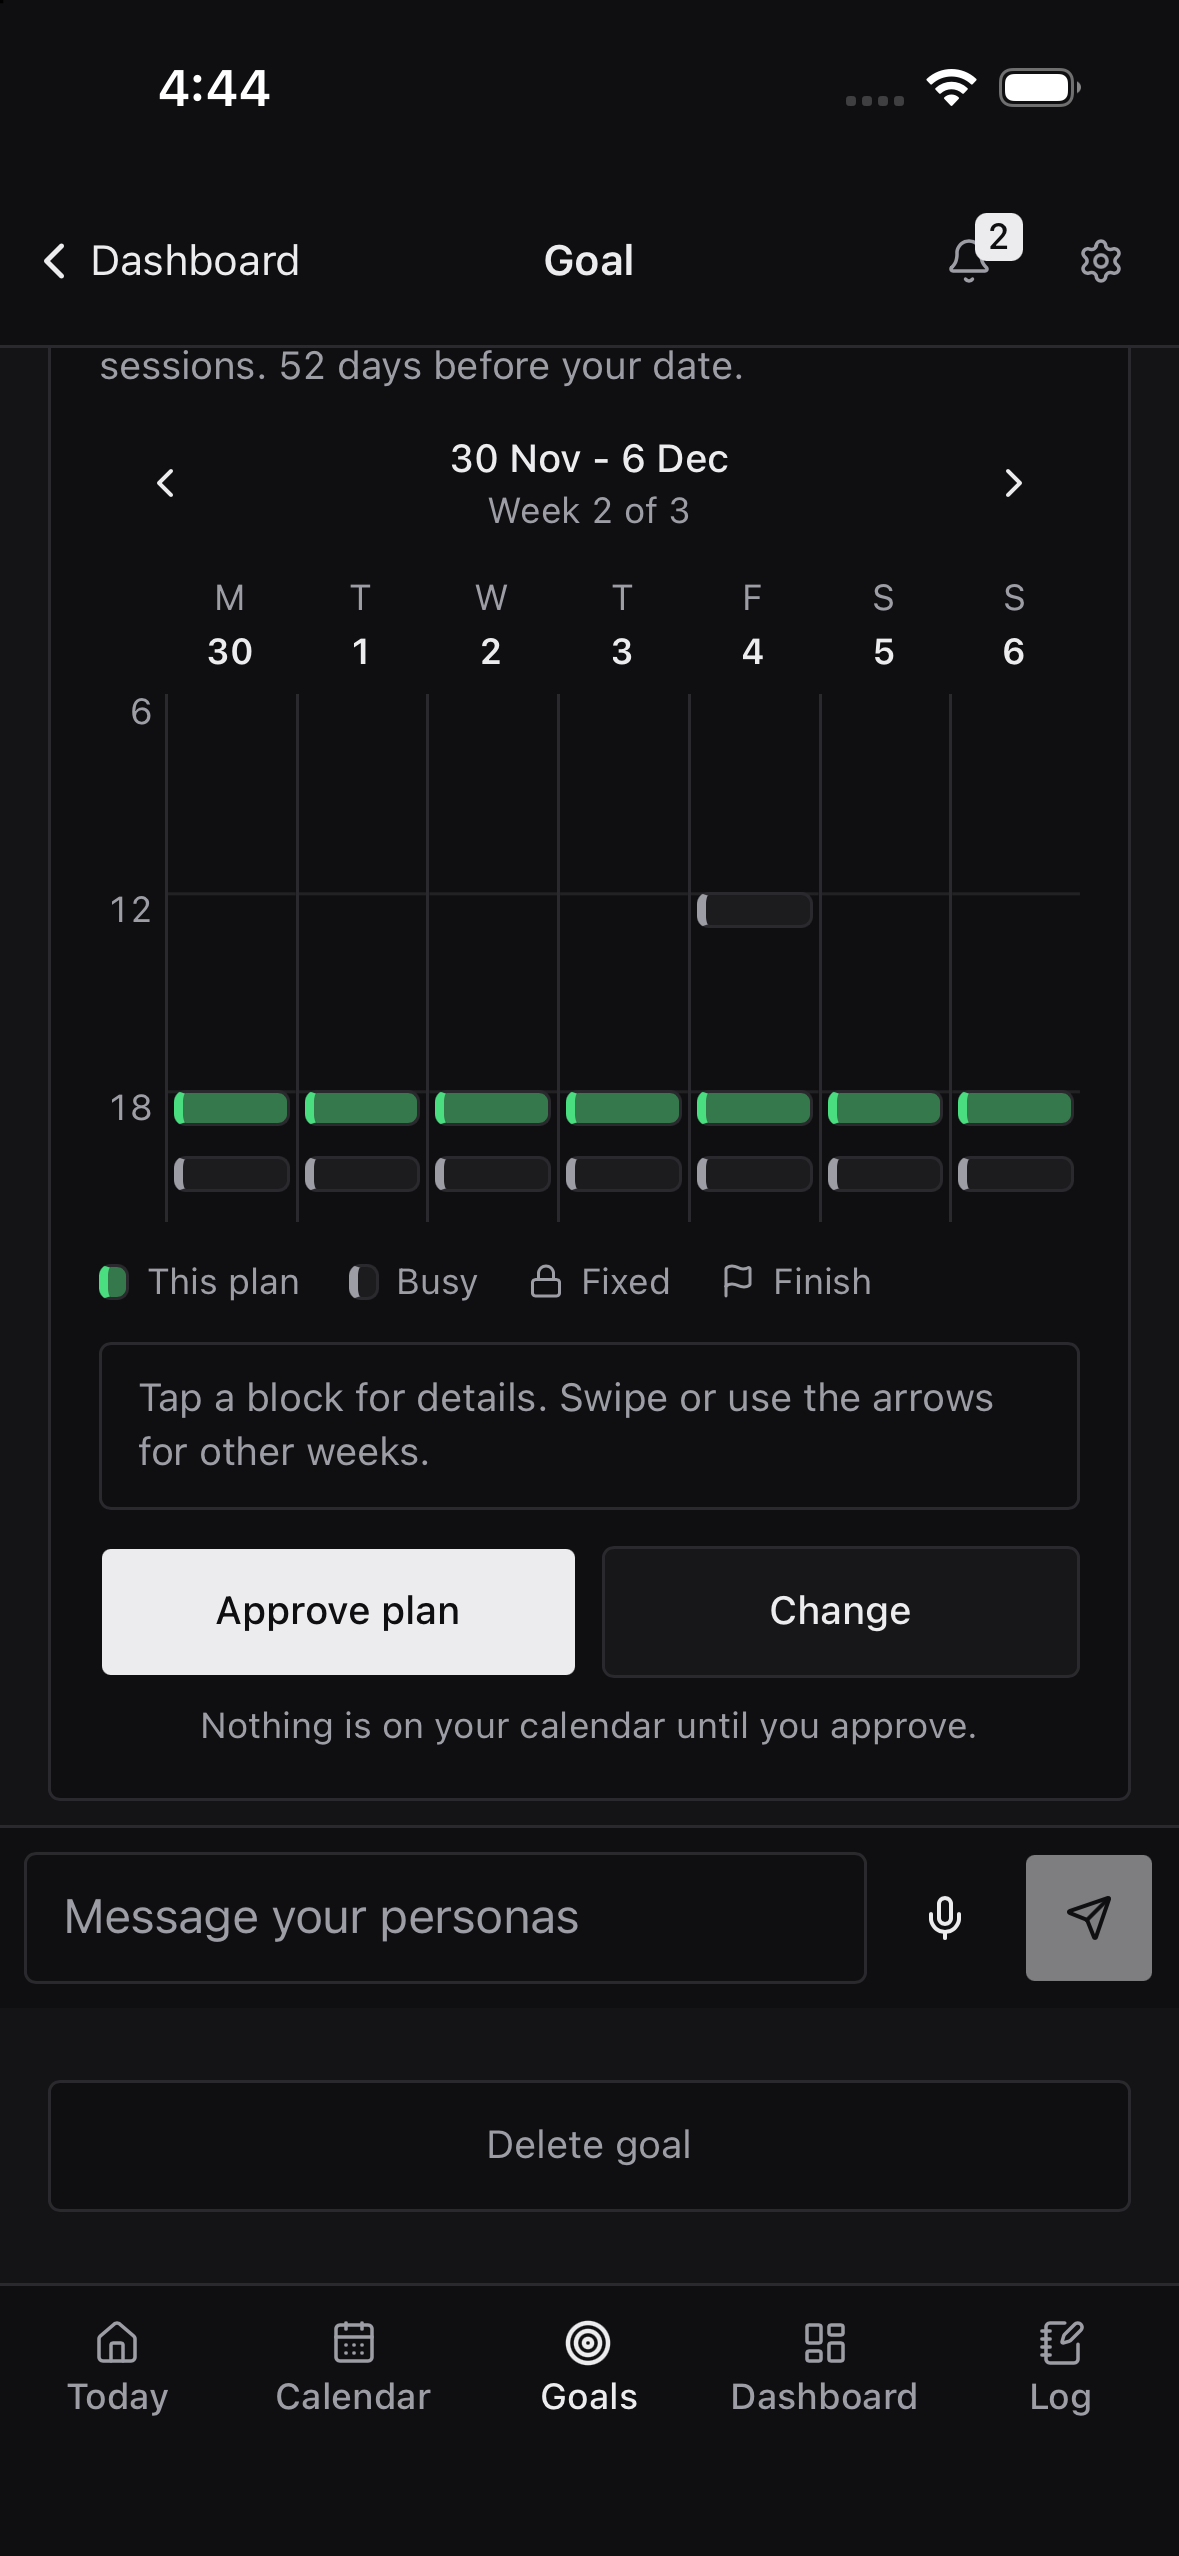 4:44
Dashboard
Goal
2
sessions. 52 days before your date.
30 Nov - 6 Dec
Week 2 of 3
M T W T F S S
30 1 2 3 4 5 6
6
12
18
This plan Busy Fixed Finish
Tap a block for details. Swipe or use the arrows
for other weeks.
Approve plan
Change
Nothing is on your calendar until you approve.
Message your personas
Delete goal
Today Calendar Goals Dashboard Log